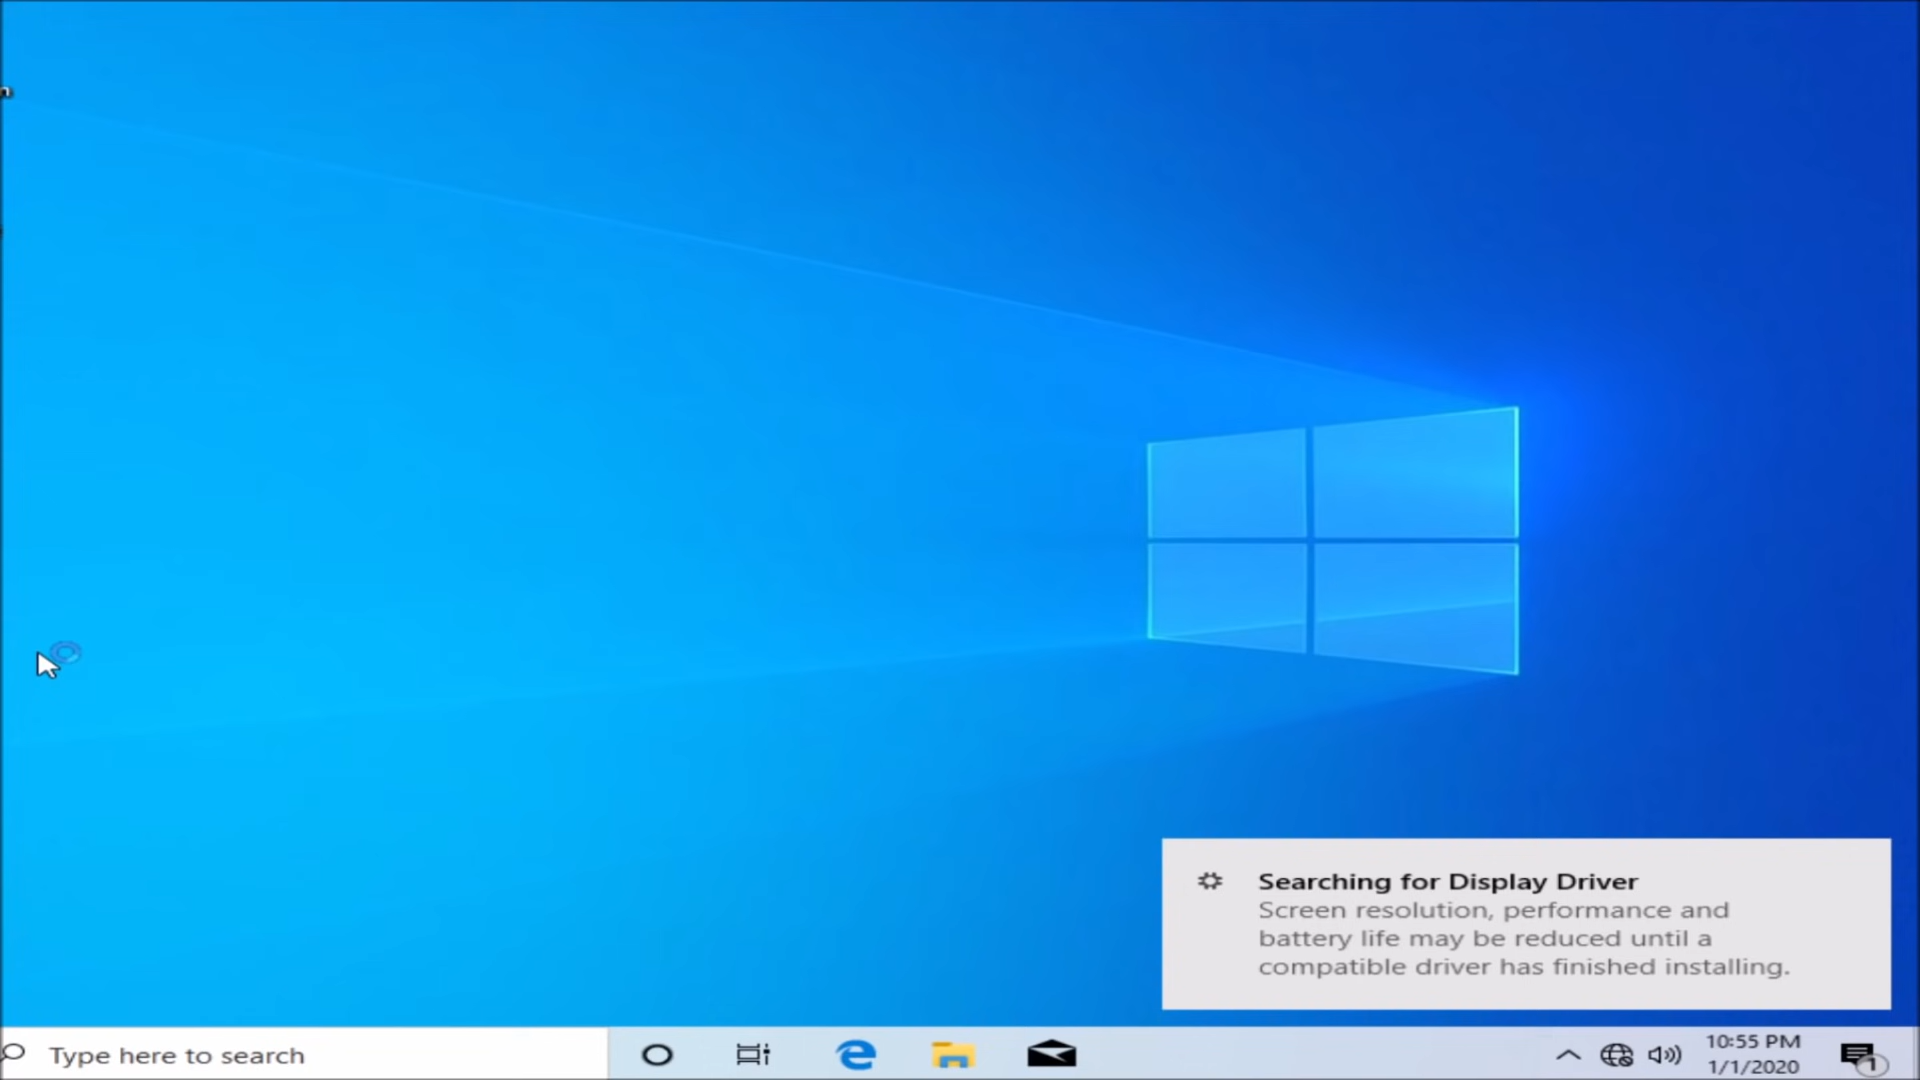 Searching for Display Driver
Screen resolution, performance and
battery life may be reduced until a
compatible driver has finished installing.
Type here to search
10:55 PM
1/1/2020
1